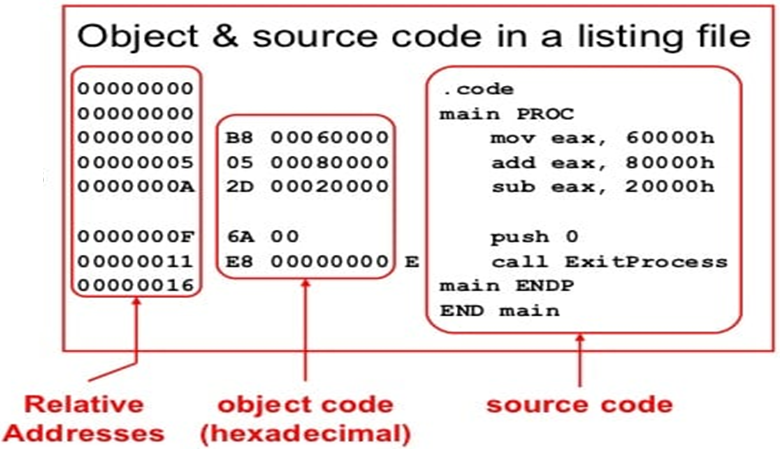 Object & source code in a listing file
00000000 .code
00000000 main PROC
00000000 B8 00060000 mov eax, 60000h
00000005 05 00080000 add eax, 80000h
0000000A 2D 00020000 sub eax, 20000h
0000000F 6A 00 push 0
00000011 E8 00000000 E call ExitProcess
00000016 main ENDP
END main
Relative Addresses
object code (hexadecimal)
source code